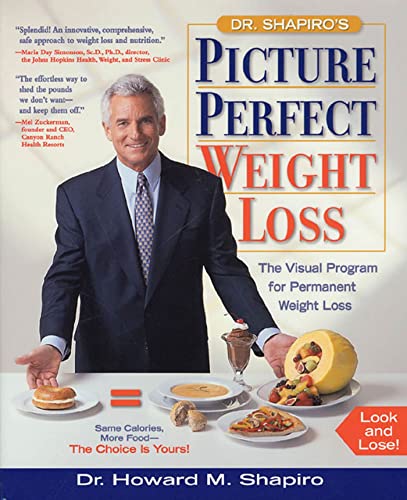 DR. SHAPIRO'S
PICTURE
PERFECT
WEIGHT
LOSS
"Splendid! An innovative, comprehensive,
safe approach to weight loss and nutrition."
—Maria Day Simonson, Sc.D., Ph.D., director,
the Johns Hopkins Health, Weight, and Stress Clinic
"The effortless way to
shed the pounds
we don't want—
and keep them off."
—Mel Zuckerman,
founder and CEO,
Canyon Ranch
Health Resorts
The Visual Program
for Permanent
Weight Loss
=
Same Calories,
More Food—
The Choice Is Yours!
Look and
Lose!
Dr. Howard M. Shapiro